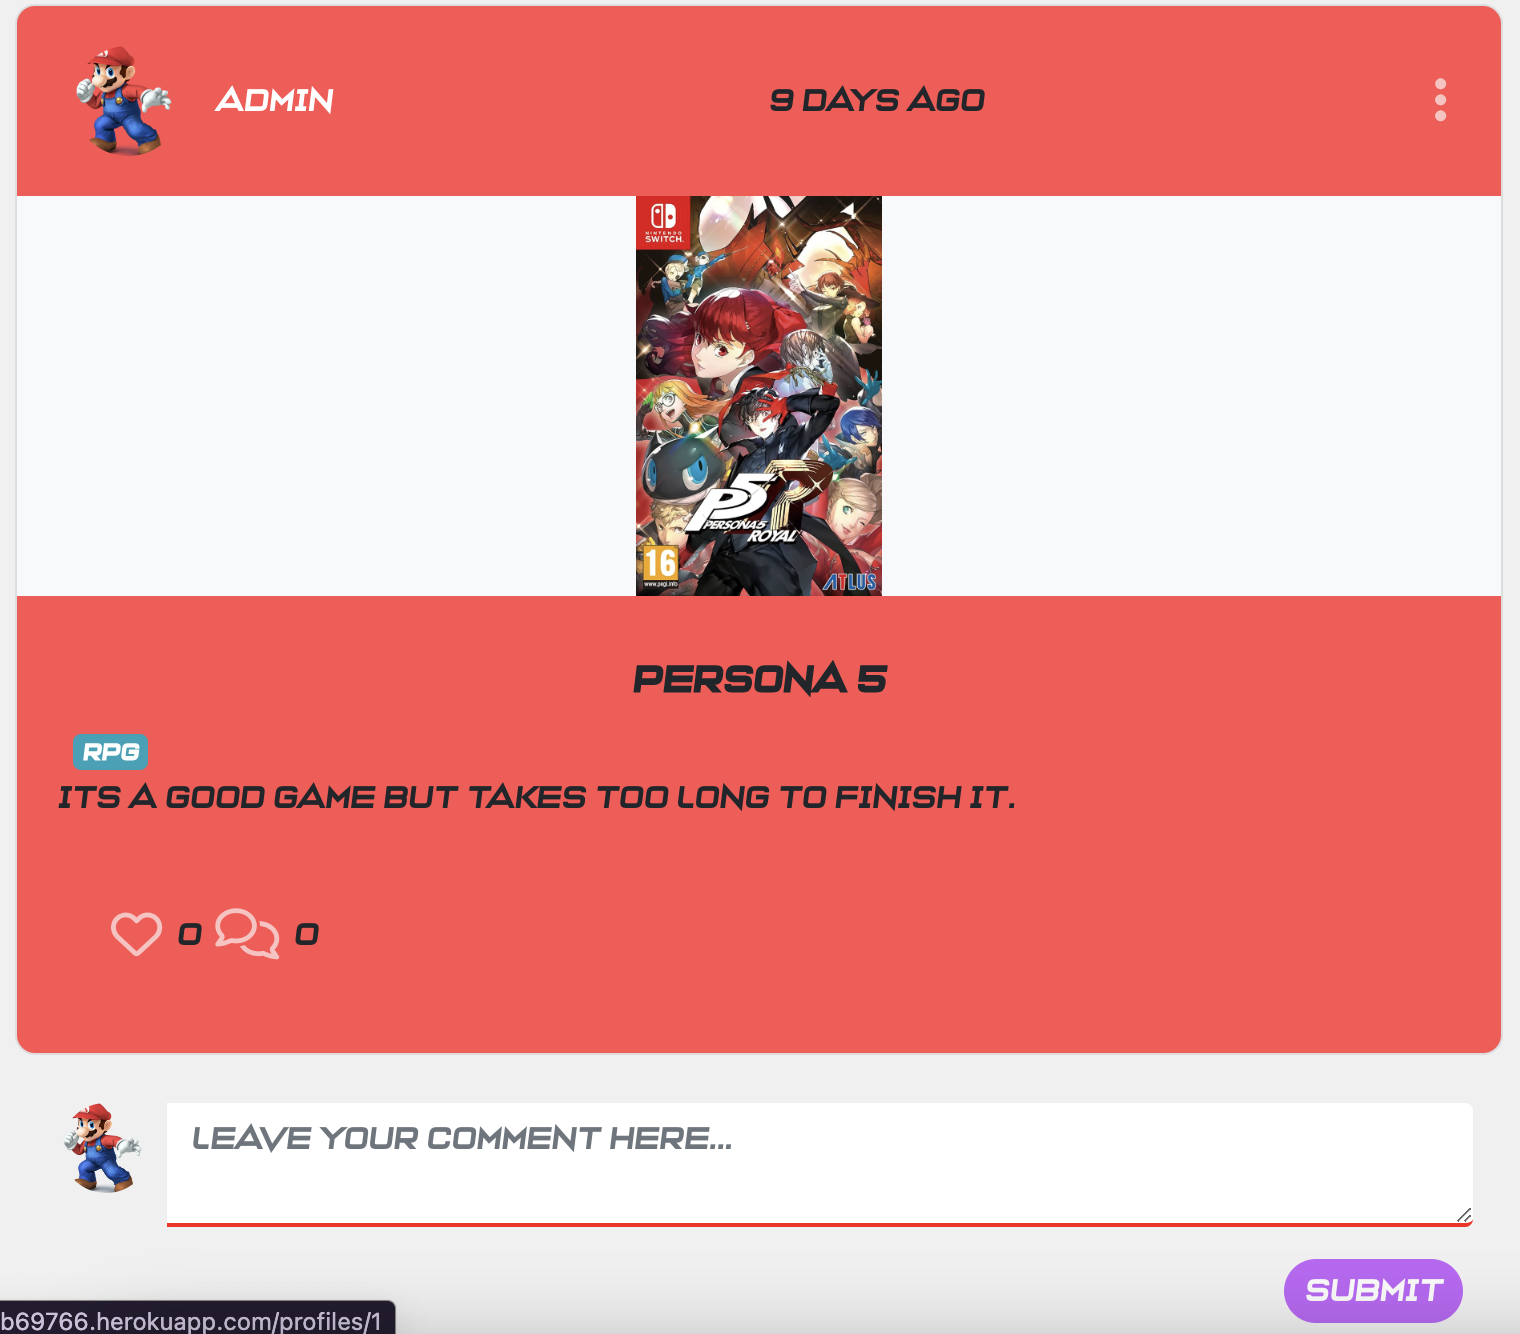 ADMIN
9 DAYS AGO
NINTENDO
SWITCH.
P5R
PERSONA5
ROYAL
16
www.pegi.info
ATLUS
PERSONA 5
RPG
ITS A GOOD GAME BUT TAKES TOO LONG TO FINISH IT.
0 0
LEAVE YOUR COMMENT HERE...
SUBMIT
b69766.herokuapp.com/profiles/1